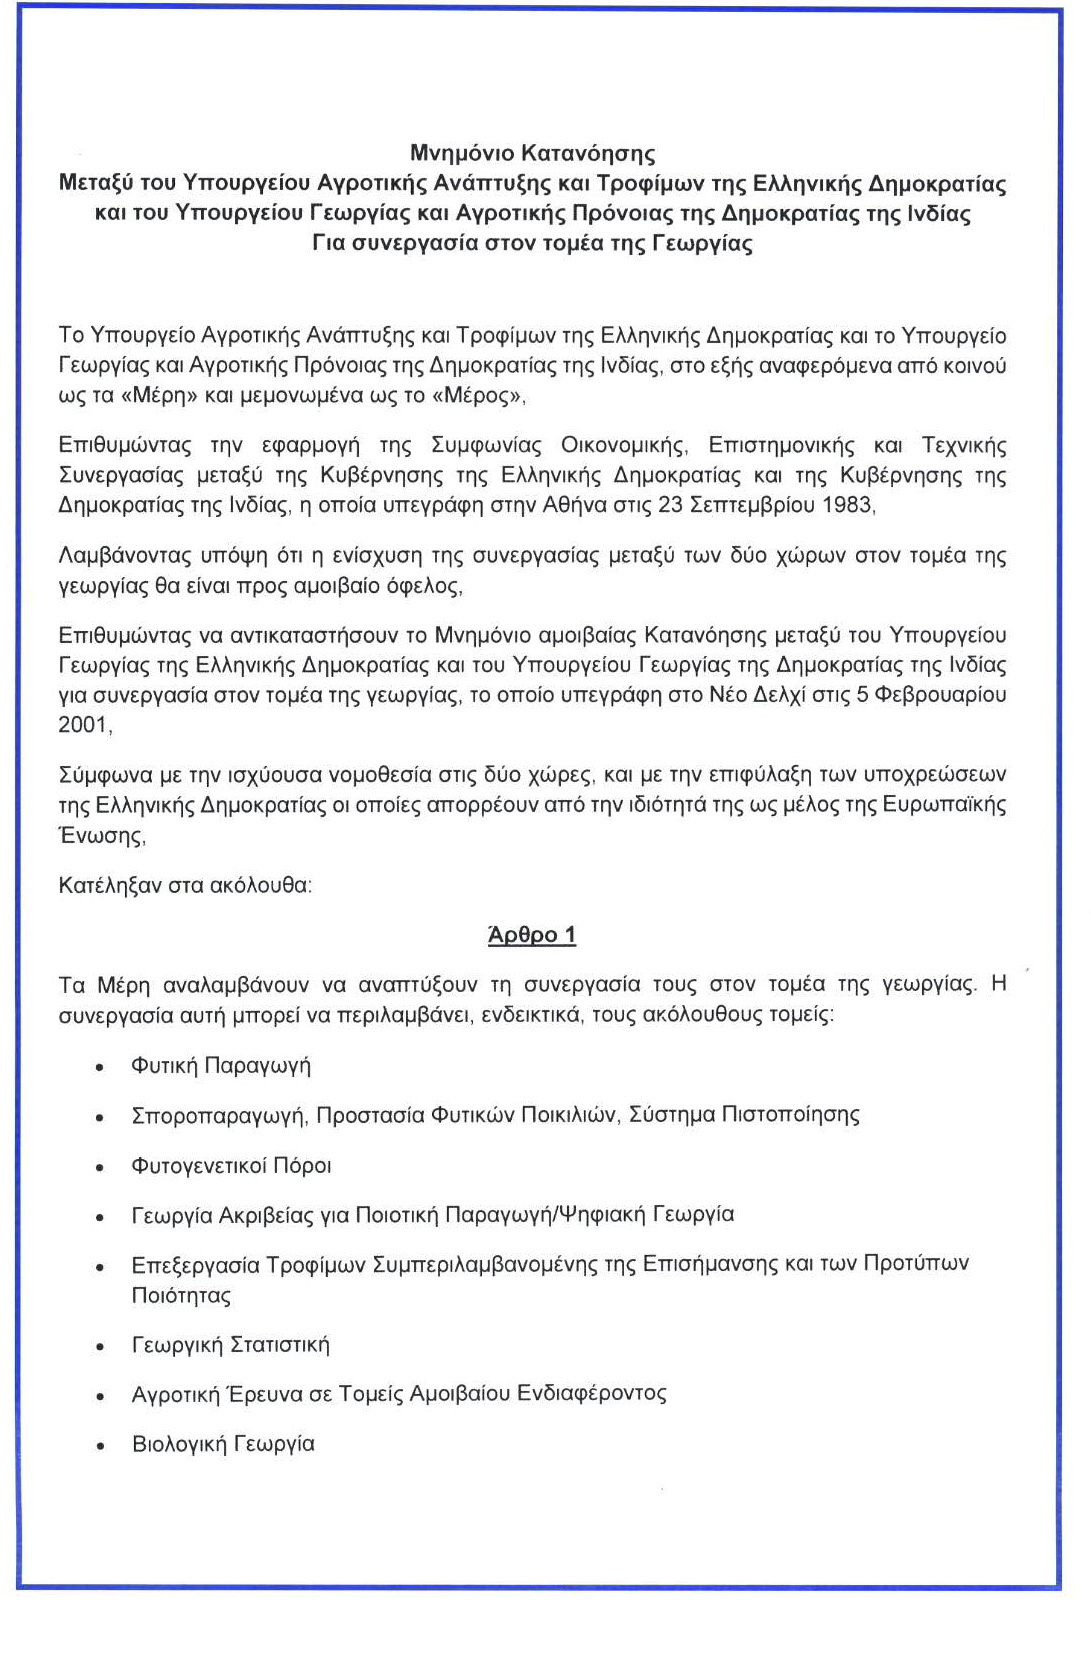 Μνημόνιο Κατανόησης
Μεταξύ του Υπουργείου Αγροτικής Ανάπτυξης και Τροφίμων της Ελληνικής Δημοκρατίας
και του Υπουργείου Γεωργίας και Αγροτικής Πρόνοιας της Δημοκρατίας της Ινδίας
Για συνεργασία στον τομέα της Γεωργίας
Το Υπουργείο Αγροτικής Ανάπτυξης και Τροφίμων της Ελληνικής Δημοκρατίας και το Υπουργείο
Γεωργίας και Αγροτικής Πρόνοιας της Δημοκρατίας της Ινδίας, στο εξής αναφερόμενα από κοινού
ως τα «Μέρη» και μεμονωμένα ως το «Μέρος»,
Επιθυμώντας την εφαρμογή της Συμφωνίας Οικονομικής, Επιστημονικής και Τεχνικής
Συνεργασίας μεταξύ της Κυβέρνησης της Ελληνικής Δημοκρατίας και της Κυβέρνησης της
Δημοκρατίας της Ινδίας, η οποία υπεγράφη στην Αθήνα στις 23 Σεπτεμβρίου 1983,
Λαμβάνοντας υπόψη ότι η ενίσχυση της συνεργασίας μεταξύ των δύο χωρών στον τομέα της
γεωργίας θα είναι προς αμοιβαίο όφελος,
Επιθυμώντας να αντικαταστήσουν το Μνημόνιο αμοιβαίας Κατανόησης μεταξύ του Υπουργείου
Γεωργίας της Ελληνικής Δημοκρατίας και του Υπουργείου Γεωργίας της Δημοκρατίας της Ινδίας
για συνεργασία στον τομέα της γεωργίας, το οποίο υπεγράφη στο Νέο Δελχί στις 5 Φεβρουαρίου
2001,
Σύμφωνα με την ισχύουσα νομοθεσία στις δύο χώρες, και με την επιφύλαξη των υποχρεώσεων
της Ελληνικής Δημοκρατίας οι οποίες απορρέουν από την ιδιότητά της ως μέλος της Ευρωπαϊκής
Ένωσης,
Κατέληξαν στα ακόλουθα:
Άρθρο 1
Τα Μέρη αναλαμβάνουν να αναπτύξουν τη συνεργασία τους στον τομέα της γεωργίας. Η
συνεργασία αυτή μπορεί να περιλαμβάνει, ενδεικτικά, τους ακόλουθους τομείς:
• Φυτική Παραγωγή
• Σποροπαραγωγή, Προστασία Φυτικών Ποικιλιών, Σύστημα Πιστοποίησης
• Φυτογενετικοί Πόροι
• Γεωργία Ακριβείας για Ποιοτική Παραγωγή/Ψηφιακή Γεωργία
• Επεξεργασία Τροφίμων Συμπεριλαμβανομένης της Επισήμανσης και των Προτύπων
Ποιότητας
• Γεωργική Στατιστική
• Αγροτική Έρευνα σε Τομείς Αμοιβαίου Ενδιαφέροντος
• Βιολογική Γεωργία